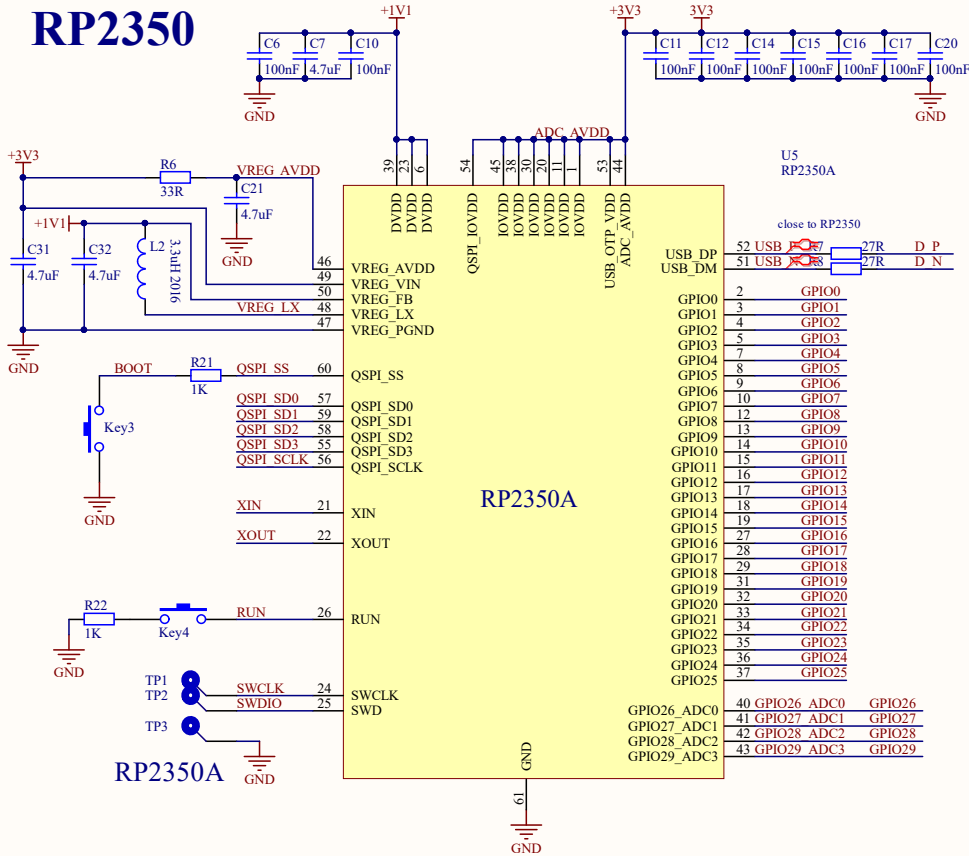 RP2350
+1V1
C6
C7
C10
100nF
4.7uF
100nF
GND
+3V3
3V3
C11
C12
C14
C15
C16
C17
C20
100nF
100nF
100nF
100nF
100nF
100nF
100nF
GND
ADC_AVDD
39
23
6
54
45
38
30
20
11
1
53
44
DVDD
DVDD
DVDD
QSPI_IOVDD
IOVDD
IOVDD
IOVDD
IOVDD
IOVDD
IOVDD
USB_OTP_VDD
ADC_AVDD
U5
RP2350A
+3V3
R6
33R
VREG_AVDD
C21
4.7uF
GND
+1V1
C31
4.7uF
C32
4.7uF
L2
3.3uH 2016
VREG_LX
GND
46 VREG_AVDD
49 VREG_VIN
50 VREG_FB
48 VREG_LX
47 VREG_PGND
BOOT
R21
1K
QSPI_SS 60 QSPI_SS
Key3
GND
QSPI_SD0 57 QSPI_SD0
QSPI_SD1 59 QSPI_SD1
QSPI_SD2 58 QSPI_SD2
QSPI_SD3 55 QSPI_SD3
QSPI_SCLK 56 QSPI_SCLK
RP2350A
XIN 21 XIN
XOUT 22 XOUT
R22
1K
Key4
RUN 26 RUN
GND
TP1
TP2
TP3
SWCLK 24 SWCLK
SWDIO 25 SWD
GND
RP2350A
close to RP2350
USB_DP 52 27R D_P
USB_DM 51 27R D_N
GPIO0 2 GPIO0
GPIO1 3 GPIO1
GPIO2 4 GPIO2
GPIO3 5 GPIO3
GPIO4 7 GPIO4
GPIO5 8 GPIO5
GPIO6 9 GPIO6
GPIO7 10 GPIO7
GPIO8 12 GPIO8
GPIO9 13 GPIO9
GPIO10 14 GPIO10
GPIO11 15 GPIO11
GPIO12 16 GPIO12
GPIO13 17 GPIO13
GPIO14 18 GPIO14
GPIO15 19 GPIO15
GPIO16 27 GPIO16
GPIO17 28 GPIO17
GPIO18 29 GPIO18
GPIO19 31 GPIO19
GPIO20 32 GPIO20
GPIO21 33 GPIO21
GPIO22 34 GPIO22
GPIO23 35 GPIO23
GPIO24 36 GPIO24
GPIO25 37 GPIO25
GPIO26_ADC0 40 GPIO26_ADC0 GPIO26
GPIO27_ADC1 41 GPIO27_ADC1 GPIO27
GPIO28_ADC2 42 GPIO28_ADC2 GPIO28
GPIO29_ADC3 43 GPIO29_ADC3 GPIO29
GND
61
GND